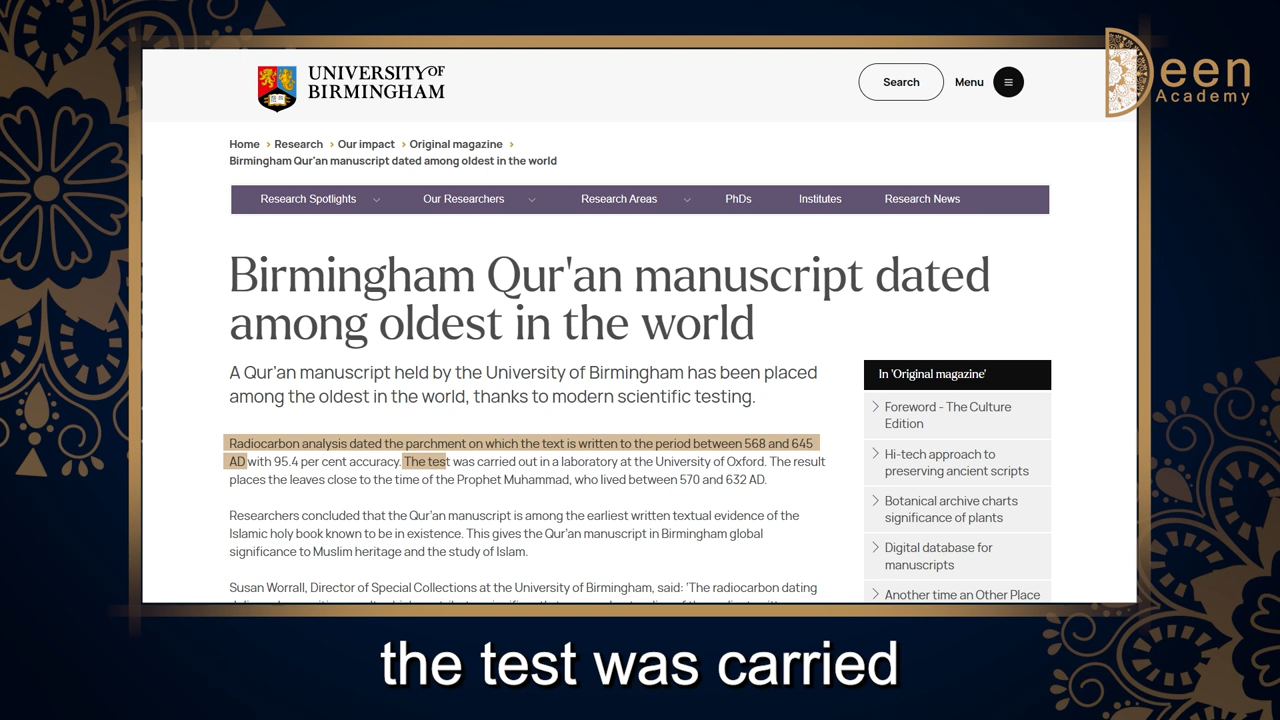 Deen
Academy
UNIVERSITY OF
BIRMINGHAM
Search
Menu
Home > Research > Our impact > Original magazine >
Birmingham Qur'an manuscript dated among oldest in the world
Research Spotlights
Our Researchers
Research Areas
PhDs
Institutes
Research News
Birmingham Qur'an manuscript dated
among oldest in the world
A Qur'an manuscript held by the University of Birmingham has been placed
among the oldest in the world, thanks to modern scientific testing.
Radiocarbon analysis dated the parchment on which the text is written to the period between 568 and 645
AD with 95.4 per cent accuracy. The test was carried out in a laboratory at the University of Oxford. The result
places the leaves close to the time of the Prophet Muhammad, who lived between 570 and 632 AD.
Researchers concluded that the Qur'an manuscript is among the earliest written textual evidence of the
Islamic holy book known to be in existence. This gives the Qur'an manuscript in Birmingham global
significance to Muslim heritage and the study of Islam.
Susan Worrall, Director of Special Collections at the University of Birmingham, said: 'The radiocarbon dating
In 'Original magazine'
Foreword - The Culture
Edition
Hi-tech approach to
preserving ancient scripts
Botanical archive charts
significance of plants
Digital database for
manuscripts
Another time an Other Place
the test was carried